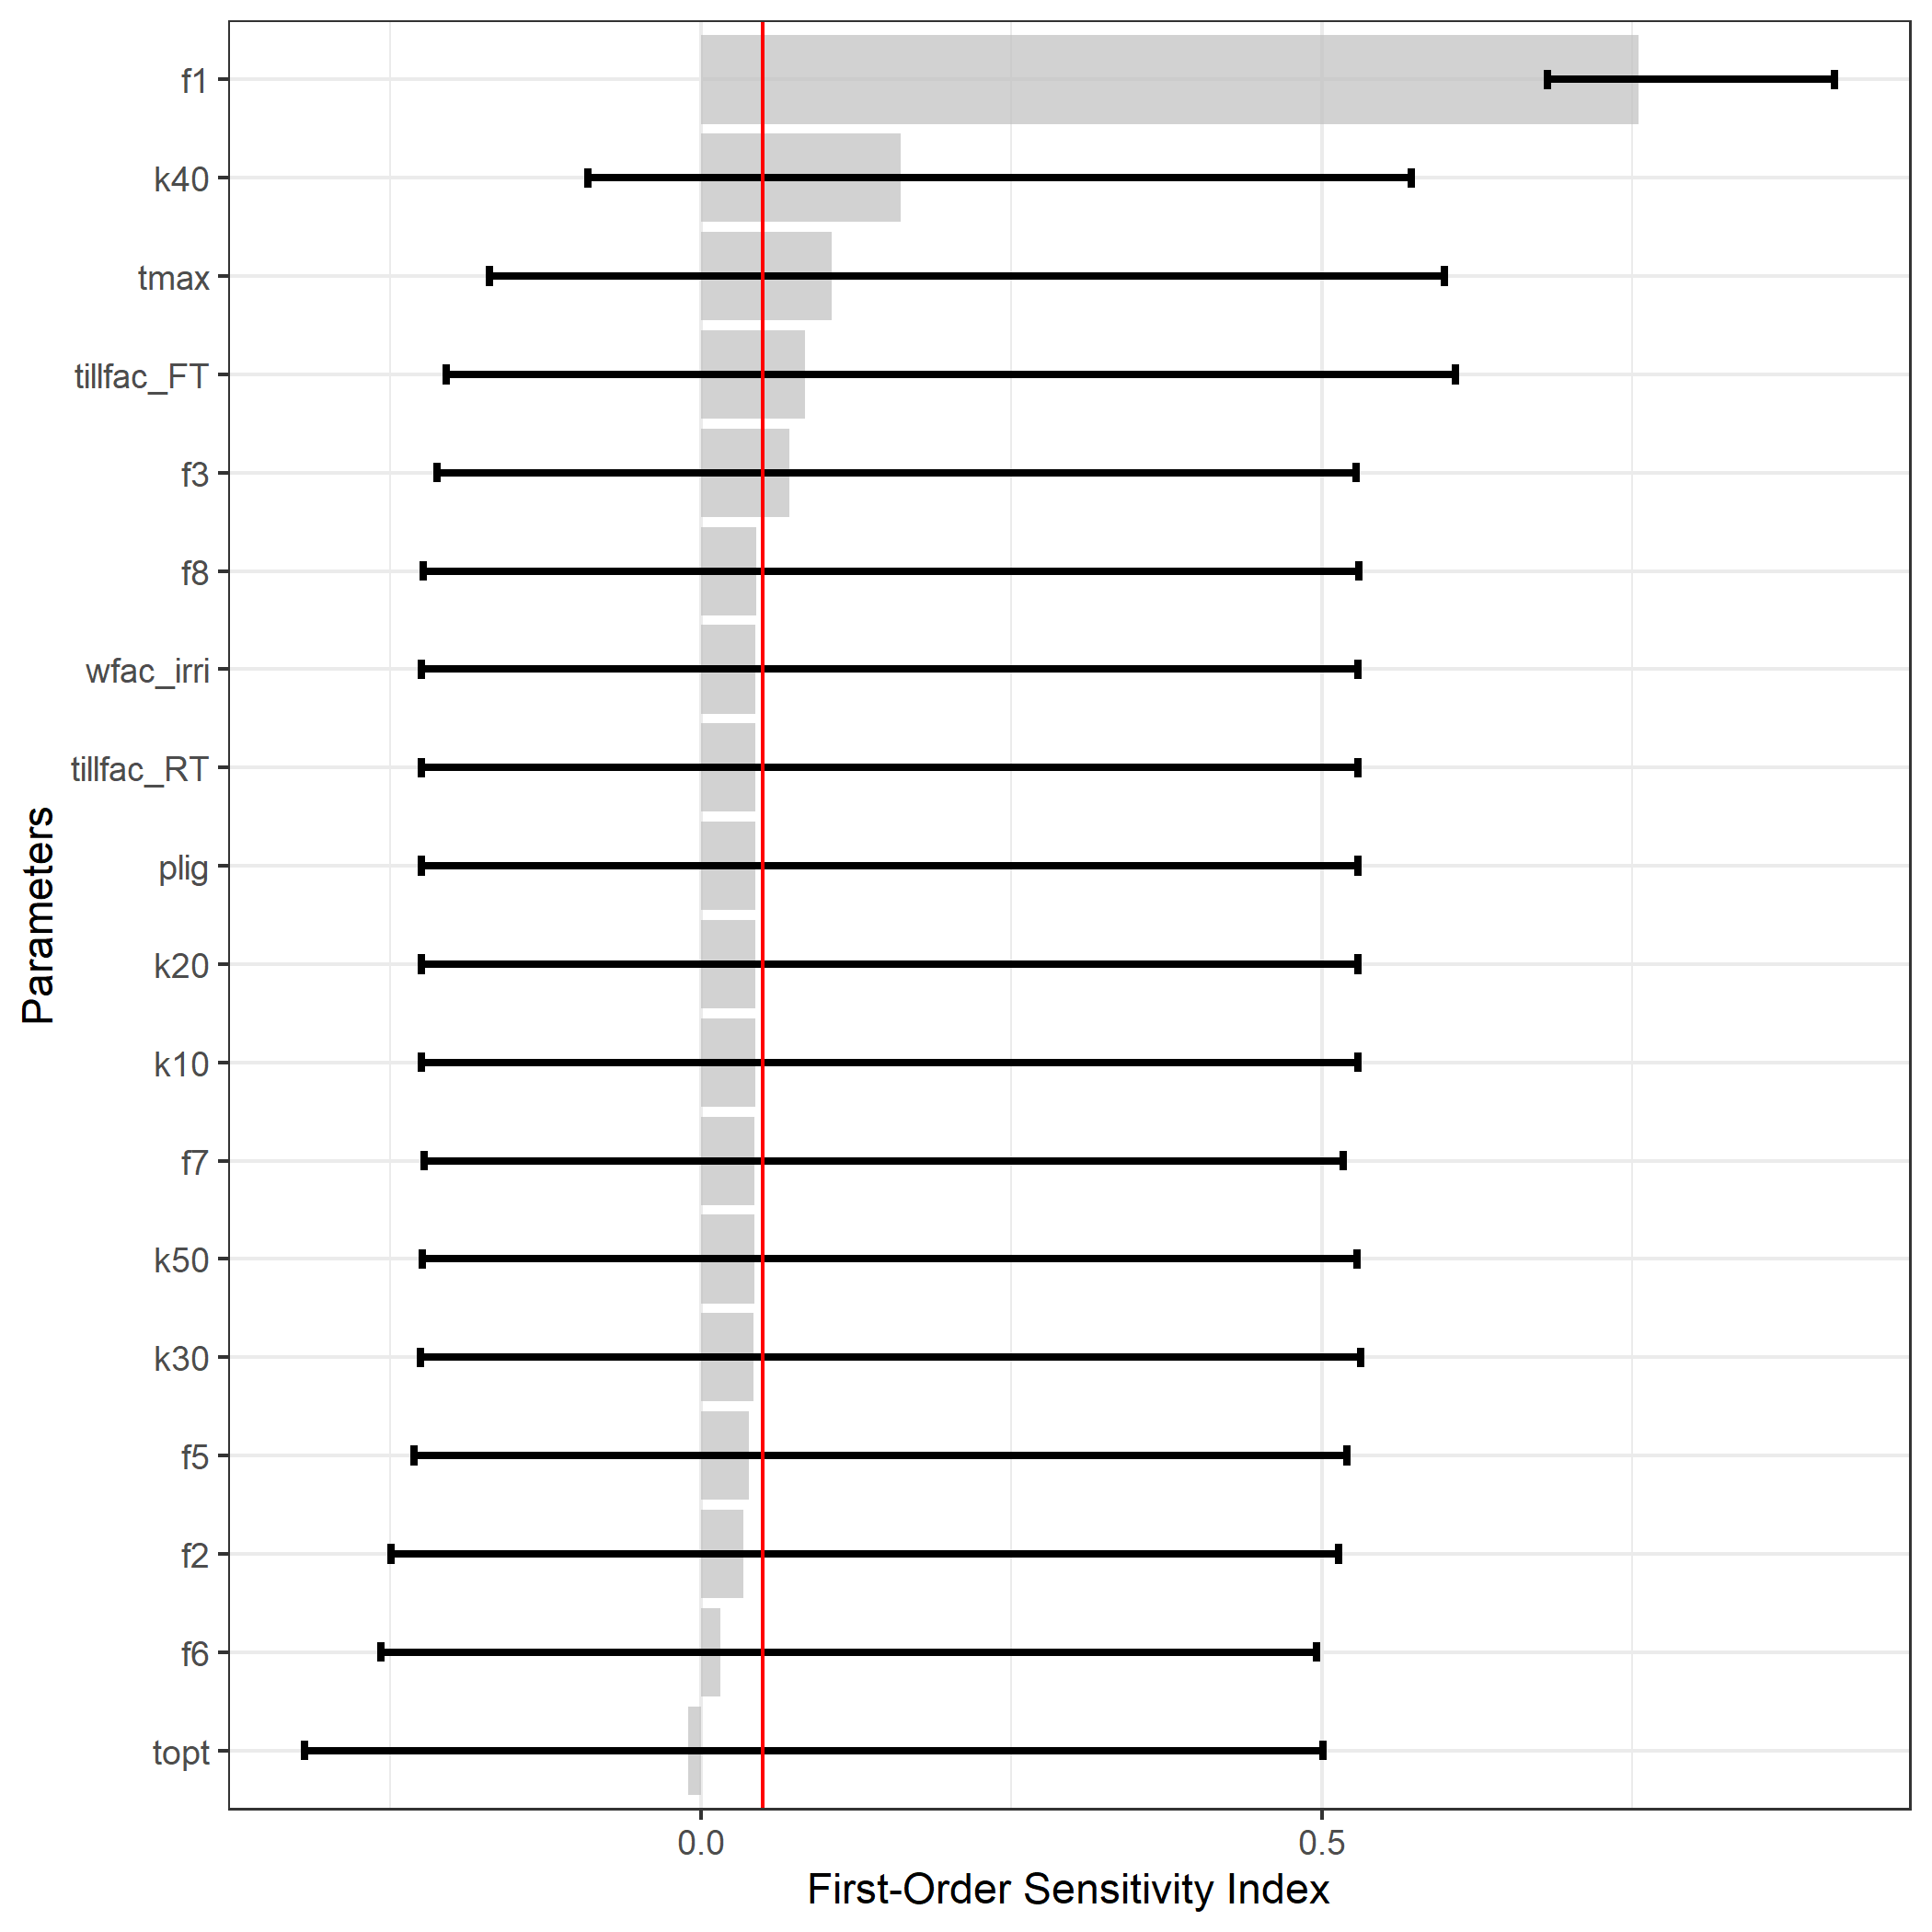 f1
k40
tmax
tillfac_FT
f3
f8
wfac_irri
tillfac_RT
plig
k20
k10
f7
k50
k30
f5
f2
f6
topt
Parameters
0.0 0.5
First-Order Sensitivity Index